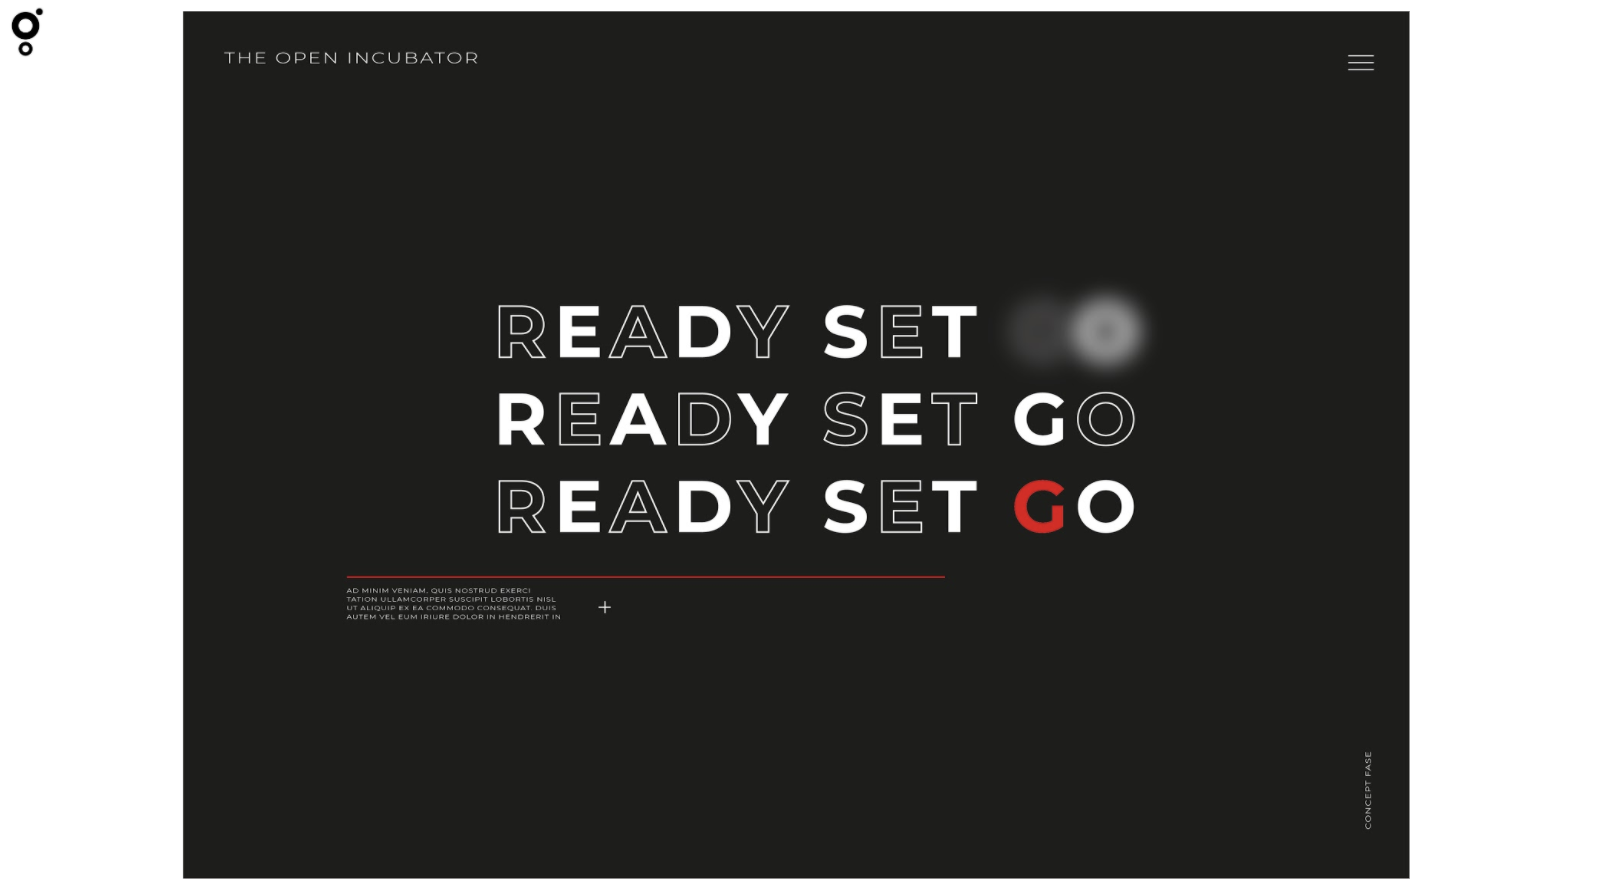 THE OPEN INCUBATOR
READY SET
READY SET GO
READY SET GO
AD MINIM VENIAM, QUIS NOSTRUD EXERCI
TATION ULLAMCORPER SUSCIPIT LOBORTIS NISL
UT ALIQUIP EX EA COMMODO CONSEQUAT. DUIS
AUTEM VEL EUM IRIURE DOLOR IN HENDRERIT IN
+
CONCEPT FASE